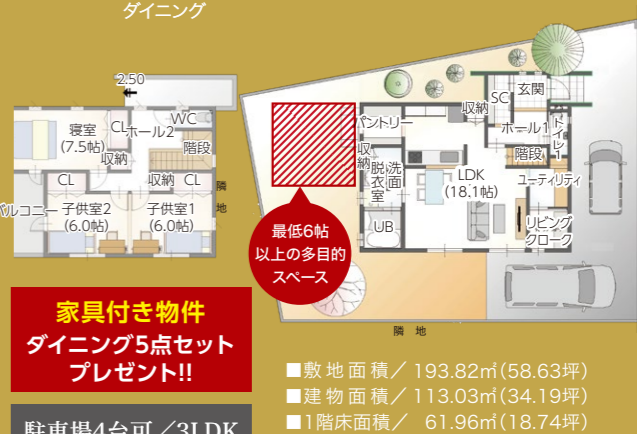 ダイニング
2.50
寝室
(7.5帖)
CL
ホール2
WC
収納
階段
CL
収納
CL
バルコニー
子供室2
(6.0帖)
子供室1
(6.0帖)
隣
地
パントリー
収納
SC
玄関
ホール1
トイレ1
階段
収納
脱衣室
洗面
UB
LDK
(18.1帖)
ユーティリティ
リビング
クローク
最低6帖
以上の多目的
スペース
隣 地
家具付き物件
ダイニング5点セット
プレゼント!!
駐車場4台可／3LDK
■敷地面積／193.82㎡(58.63坪)
■建物面積／113.03㎡(34.19坪)
■1階床面積／ 61.96㎡(18.74坪)